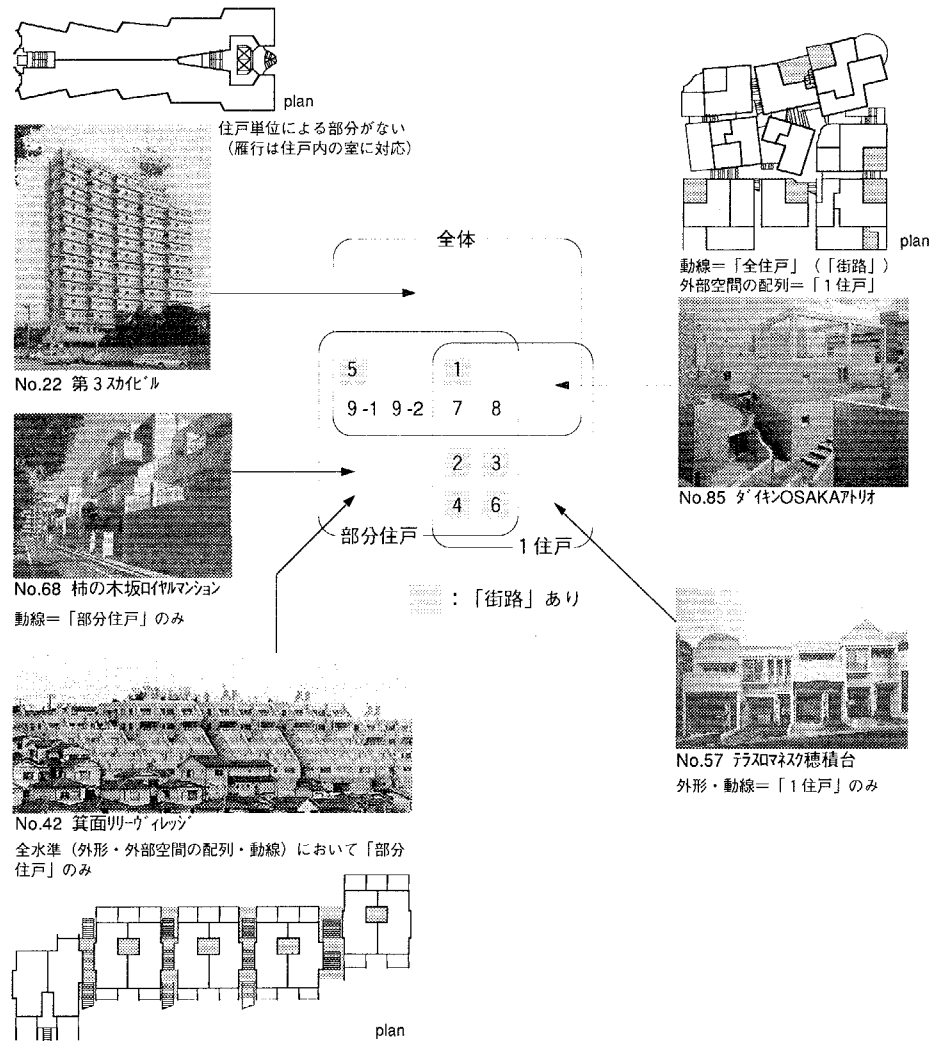 plan
住戸単位による部分がない
（雁行は住戸内の室に対応）
No.22 第3スカイビル
全体
5 1
9-1 9-2 7 8
2 3
4 6
部分住戸
1住戸
：「街路」あり
plan
動線＝「全住戸」（「街路」）
外部空間の配列＝「1住戸」
No.85 ダイキンOSAKAアトリオ
No.68 柿の木坂ロイヤルマンション
動線＝「部分住戸」のみ
No.57 テラスロマネスク穂積台
外形・動線＝「1住戸」のみ
No.42 箕面リリーヴィレッジ
全水準（外形・外部空間の配列・動線）において「部分
住戸」のみ
plan